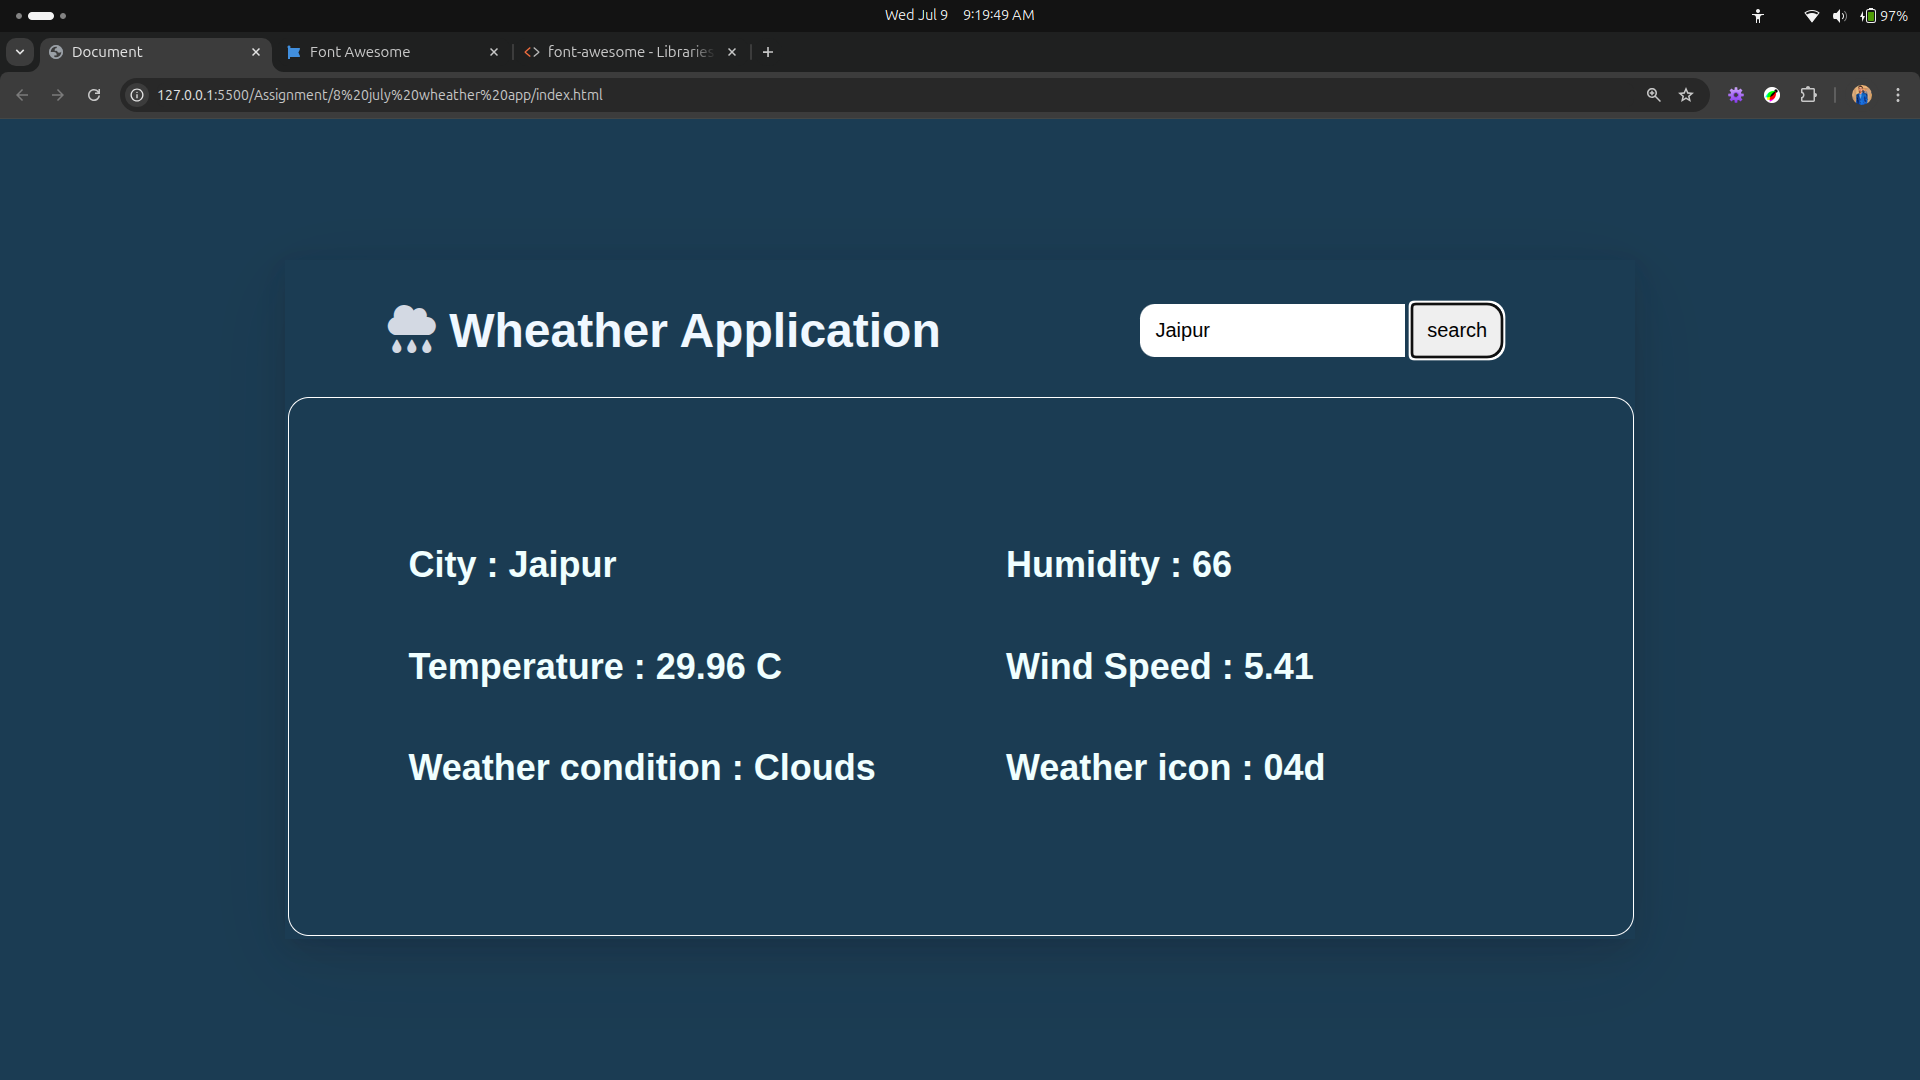 Wed Jul 9 9:19:49 AM
97%
Document
Font Awesome
font-awesome - Libraries
127.0.0.1:5500/Assignment/8%20july%20wheather%20app/index.html
Wheather Application
Jaipur
search
City : Jaipur
Humidity : 66
Temperature : 29.96 C
Wind Speed : 5.41
Weather condition : Clouds
Weather icon : 04d